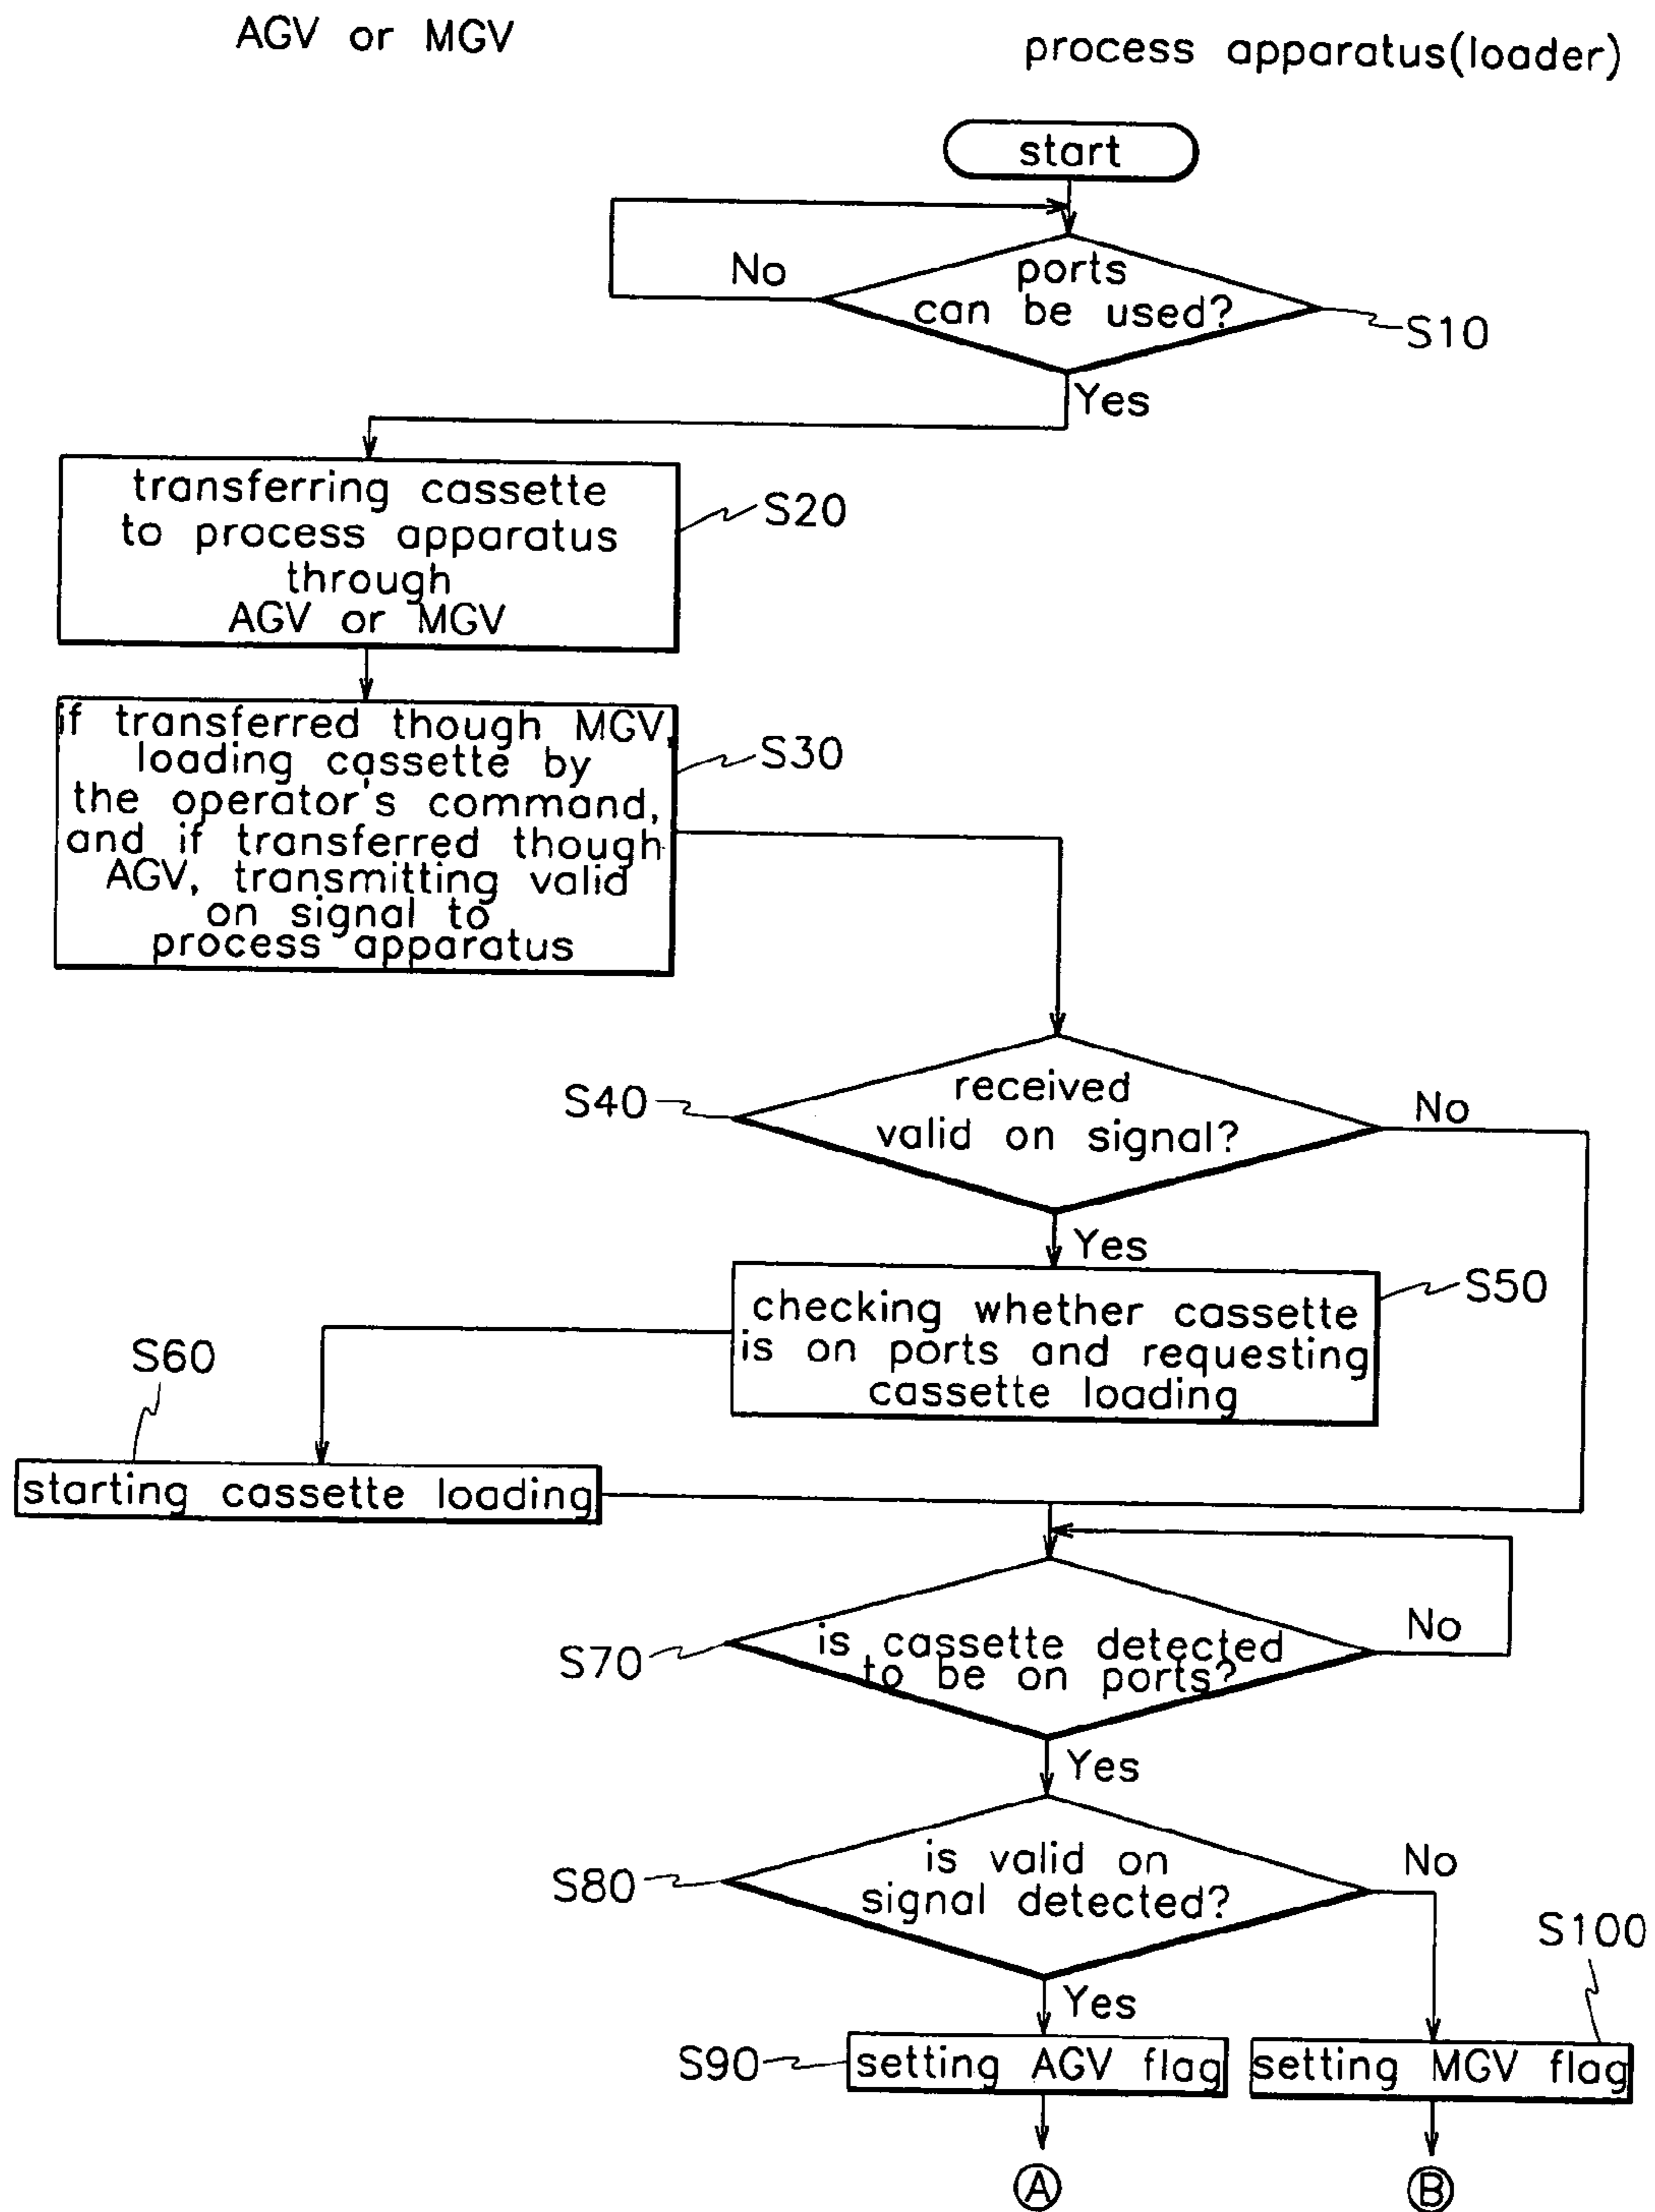 AGV or MGV
process apparatus(loader)
start
No
ports
can be used?
S10
Yes
transferring cassette
to process apparatus
through
AGV or MGV
S20
if transferred though MGV,
loading cassette by
the operator's command,
and if transferred though
AGV, transmitting valid
on signal to
process apparatus
S30
S40
received
valid on signal?
No
Yes
S50
checking whether cassette
is on ports and requesting
cassette loading
S60
starting cassette loading
S70
is cassette detected
to be on ports?
No
Yes
S80
is valid on
signal detected?
No
S100
Yes
S90
setting AGV flag
setting MGV flag
A
B